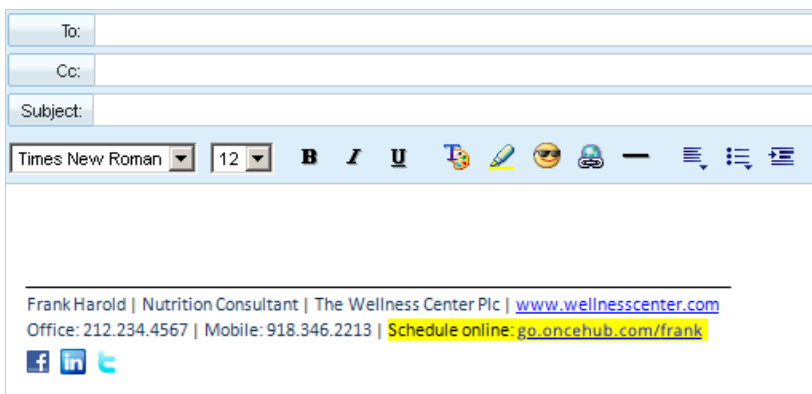 To:
Cc:
Subject:
Times New Roman 12 B I U T
Frank Harold | Nutrition Consultant | The Wellness Center Plc | www.wellnesscenter.com
Office: 212.234.4567 | Mobile: 918.346.2213 | Schedule online: go.oncehub.com/frank
f in t